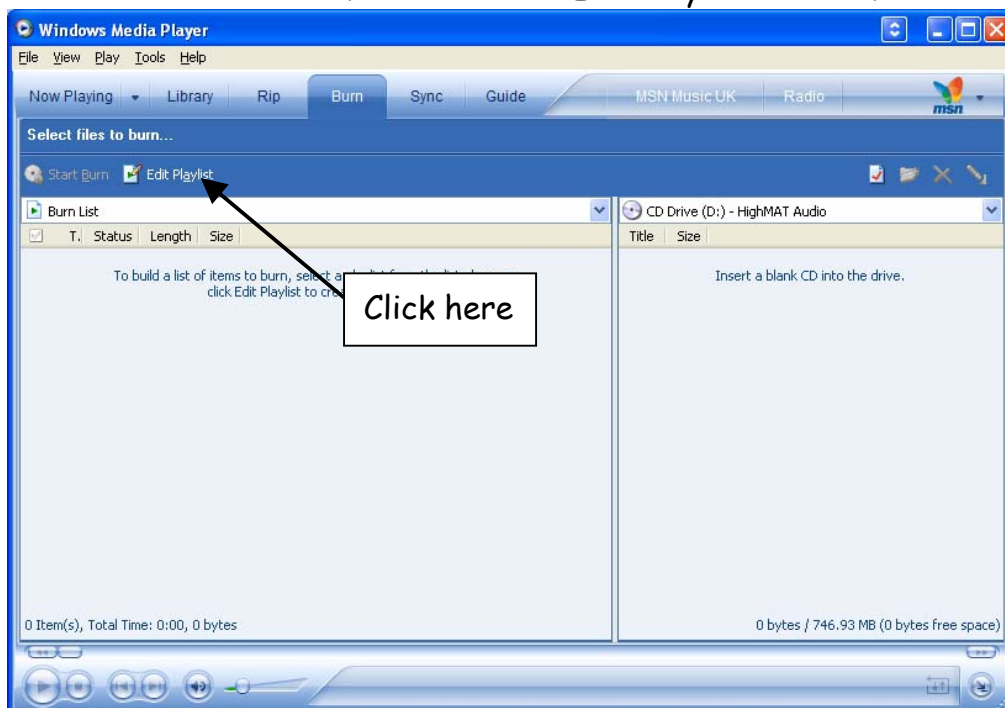 Windows Media Player
File View Play Tools Help
Now Playing Library Rip Burn Sync Guide MSN Music UK Radio msn
Select files to burn...
Start Burn Edit Playlist
Burn List CD Drive (D:) - HighMAT Audio
T. Status Length Size Title Size
To build a list of items to burn, Insert a blank CD into the drive.
click Edit Playlist to
Click here
0 Item(s), Total Time: 0:00, 0 bytes 0 bytes / 746.93 MB (0 bytes free space)